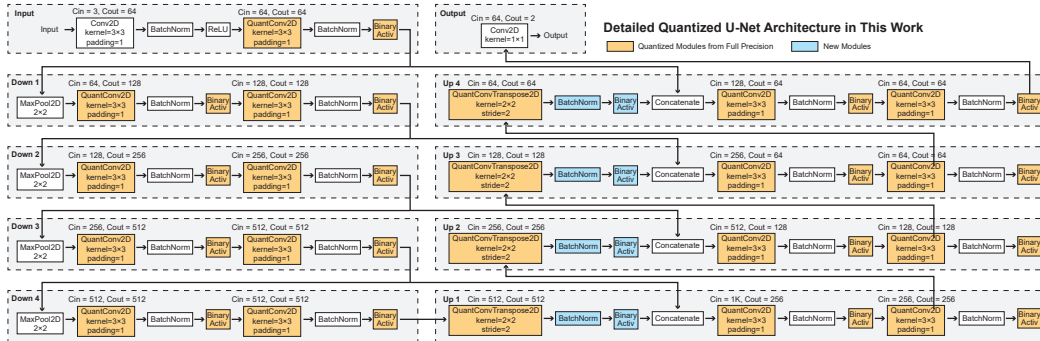 Input
Cin = 3, Cout = 64
Cin = 64, Cout = 64
Input
Conv2D
kernel=3×3
padding=1
BatchNorm
ReLU
QuantConv2D
kernel=3×3
padding=1
BatchNorm
Binary
Activ
Output
Cin = 64, Cout = 2
Conv2D
kernel=1×1
Output
Detailed Quantized U-Net Architecture in This Work
Quantized Modules from Full Precision
New Modules
Down 1
Cin = 64, Cout = 128
Cin = 128, Cout = 128
MaxPool2D
2×2
QuantConv2D
kernel=3×3
padding=1
BatchNorm
Binary
Activ
QuantConv2D
kernel=3×3
padding=1
BatchNorm
Binary
Activ
Up 4
Cin = 64, Cout = 64
Cin = 128, Cout = 64
Cin = 64, Cout = 64
QuantConvTranspose2D
kernel=2×2
stride=2
BatchNorm
Binary
Activ
Concatenate
QuantConv2D
kernel=3×3
padding=1
BatchNorm
Binary
Activ
QuantConv2D
kernel=3×3
padding=1
BatchNorm
Binary
Activ
Down 2
Cin = 128, Cout = 256
Cin = 256, Cout = 256
MaxPool2D
2×2
QuantConv2D
kernel=3×3
padding=1
BatchNorm
Binary
Activ
QuantConv2D
kernel=3×3
padding=1
BatchNorm
Binary
Activ
Up 3
Cin = 128, Cout = 128
Cin = 256, Cout = 64
Cin = 64, Cout = 64
QuantConvTranspose2D
kernel=2×2
stride=2
BatchNorm
Binary
Activ
Concatenate
QuantConv2D
kernel=3×3
padding=1
BatchNorm
Binary
Activ
QuantConv2D
kernel=3×3
padding=1
BatchNorm
Binary
Activ
Down 3
Cin = 256, Cout = 512
Cin = 512, Cout = 512
MaxPool2D
2×2
QuantConv2D
kernel=3×3
padding=1
BatchNorm
Binary
Activ
QuantConv2D
kernel=3×3
padding=1
BatchNorm
Binary
Activ
Up 2
Cin = 256, Cout = 256
Cin = 512, Cout = 128
Cin = 128, Cout = 128
QuantConvTranspose2D
kernel=2×2
stride=2
BatchNorm
Binary
Activ
Concatenate
QuantConv2D
kernel=3×3
padding=1
BatchNorm
Binary
Activ
QuantConv2D
kernel=3×3
padding=1
BatchNorm
Binary
Activ
Down 4
Cin = 512, Cout = 512
Cin = 512, Cout = 512
MaxPool2D
2×2
QuantConv2D
kernel=3×3
padding=1
BatchNorm
Binary
Activ
QuantConv2D
kernel=3×3
padding=1
BatchNorm
Binary
Activ
Up 1
Cin = 512, Cout = 512
Cin = 1K, Cout = 256
Cin = 256, Cout = 256
QuantConvTranspose2D
kernel=2×2
stride=2
BatchNorm
Binary
Activ
Concatenate
QuantConv2D
kernel=3×3
padding=1
BatchNorm
Binary
Activ
QuantConv2D
kernel=3×3
padding=1
BatchNorm
Binary
Activ